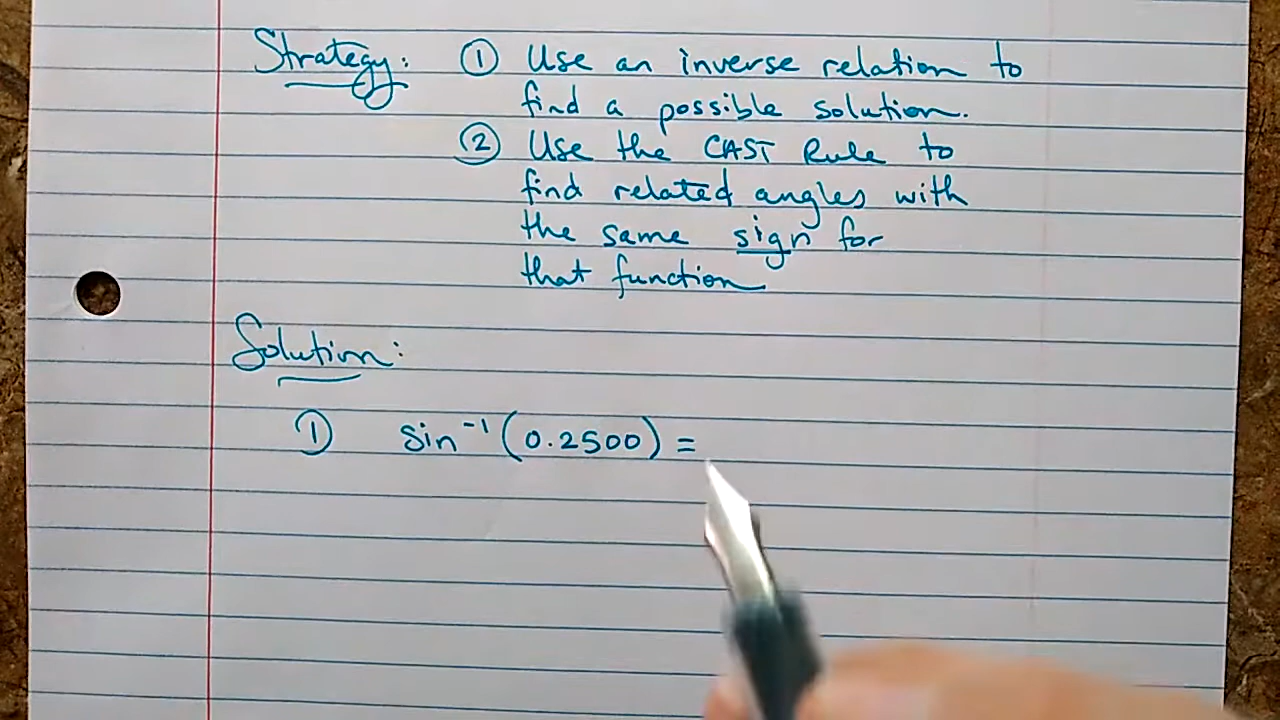 Strategy: ① Use an inverse relation to
find a possible solution.
② Use the CAST Rule to
find related angles with
the same sign for
that function
Solution:
① sin⁻¹(0.2500) =